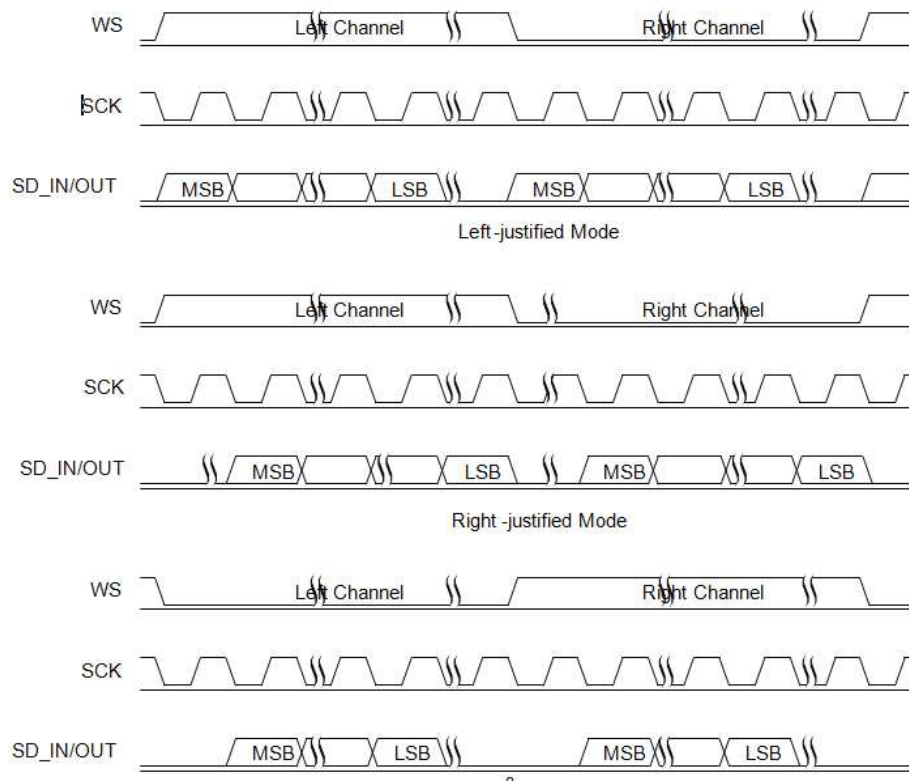 WS Left Channel Right Channel
SCK
SD_IN/OUT MSB LSB MSB LSB
Left-justified Mode
WS Left Channel Right Channel
SCK
SD_IN/OUT MSB LSB MSB LSB
Right -justified Mode
WS Left Channel Right Channel
SCK
SD_IN/OUT MSB LSB MSB LSB